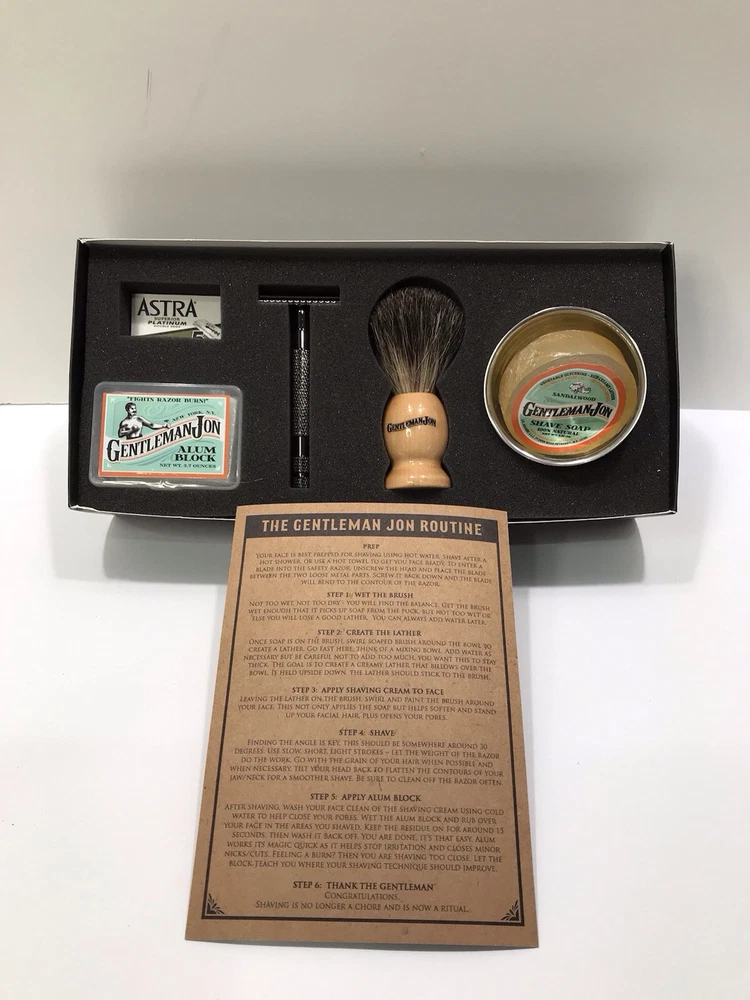 ASTRA
SUPERIOR
PLATINUM
DOUBLE EDGE
5
"FIGHTS RAZOR BURN!"
NEW YORK, NY.
GENTLEMAN JON
ALUM
BLOCK
NET WT. 3.7 OUNCES
GENTLEMAN JON
SANDALWOOD
GENTLEMAN JON
SHAVE SOAP
100% NATURAL
THE GENTLEMAN JON ROUTINE
PREP
YOUR FACE IS BEST PREPPED FOR SHAVING USING HOT WATER. SHAVE AFTER A
HOT SHOWER, OR USE A HOT TOWEL TO GET YOU FACE READY. TO ENTER A
BLADE INTO THE SAFETY RAZOR, UNSCREW THE HEAD AND PLACE THE BLADE
BETWEEN THE TWO LOOSE METAL PARTS. SCREW IT BACK DOWN AND THE BLADE
WILL BEND TO THE CONTOUR OF THE RAZOR.
STEP 1: WET THE BRUSH
NOT TOO WET, NOT TOO DRY - YOU WILL FIND THE BALANCE. GET THE BRUSH
WET ENOUGH THAT IT PICKS UP SOAP FROM THE PUCK, BUT NOT TOO WET OR
ELSE YOU WILL LOSE A GOOD LATHER. YOU CAN ALWAYS ADD WATER LATER.
STEP 2: CREATE THE LATHER
ONCE SOAP IS ON THE BRUSH, SWIRL SOAPED BRUSH AROUND THE BOWL TO
CREATE A LATHER. GO FAST HERE, THINK OF A MIXING BOWL. ADD WATER AS
NECESSARY BUT BE CAREFUL NOT TO ADD TOO MUCH, YOU WANT THIS TO STAY
THICK. THE GOAL IS TO CREATE A CREAMY LATHER THAT BILLOWS OVER THE
BOWL. IS HELD UPSIDE DOWN, THE LATHER SHOULD STICK TO THE BRUSH.
STEP 3: APPLY SHAVING CREAM TO FACE
LEAVING THE LATHER ON THE BRUSH, SWIRL AND PAINT THE BRUSH AROUND
YOUR FACE. THIS NOT ONLY APPLIES THE SOAP BUT HELPS SOFTEN AND STAND
UP YOUR FACIAL HAIR, PLUS OPENS YOUR PORES.
STEP 4: SHAVE
FINDING THE ANGLE IS KEY, THIS SHOULD BE SOMEWHERE AROUND 30
DEGREES. USE SLOW, SHORT, LIGHT STROKES - LET THE WEIGHT OF THE RAZOR
DO THE WORK. GO WITH THE GRAIN OF YOUR HAIR WHEN POSSIBLE AND
WHEN NECESSARY, TILT YOUR HEAD BACK TO FLATTEN THE CONTOURS OF YOUR
JAW/NECK FOR A SMOOTHER SHAVE. BE SURE TO CLEAN OFF THE RAZOR OFTEN.
STEP 5: APPLY ALUM BLOCK
AFTER SHAVING, WASH YOUR FACE CLEAN OF THE SHAVING CREAM USING COLD
WATER TO HELP CLOSE YOUR PORES. WET THE ALUM BLOCK AND RUB OVER
YOUR FACE IN THE AREAS YOU SHAVED. KEEP THE RESIDUE ON FOR AROUND 15
SECONDS, THEN WASH IT BACK OFF. YOU ARE DONE, IT'S THAT EASY. ALUM
WORKS ITS MAGIC QUICK AS IT HELPS STOP IRRITATION AND CLOSES MINOR
NICKS/CUTS. FEELING A BURN? THEN YOU ARE SHAVING TOO CLOSE. LET THE
BLOCK TEACH YOU WHERE YOUR SHAVING TECHNIQUE SHOULD IMPROVE.
STEP 6: THANK THE GENTLEMAN
CONGRATULATIONS.
SHAVING IS NO LONGER A CHORE AND IS NOW A RITUAL.